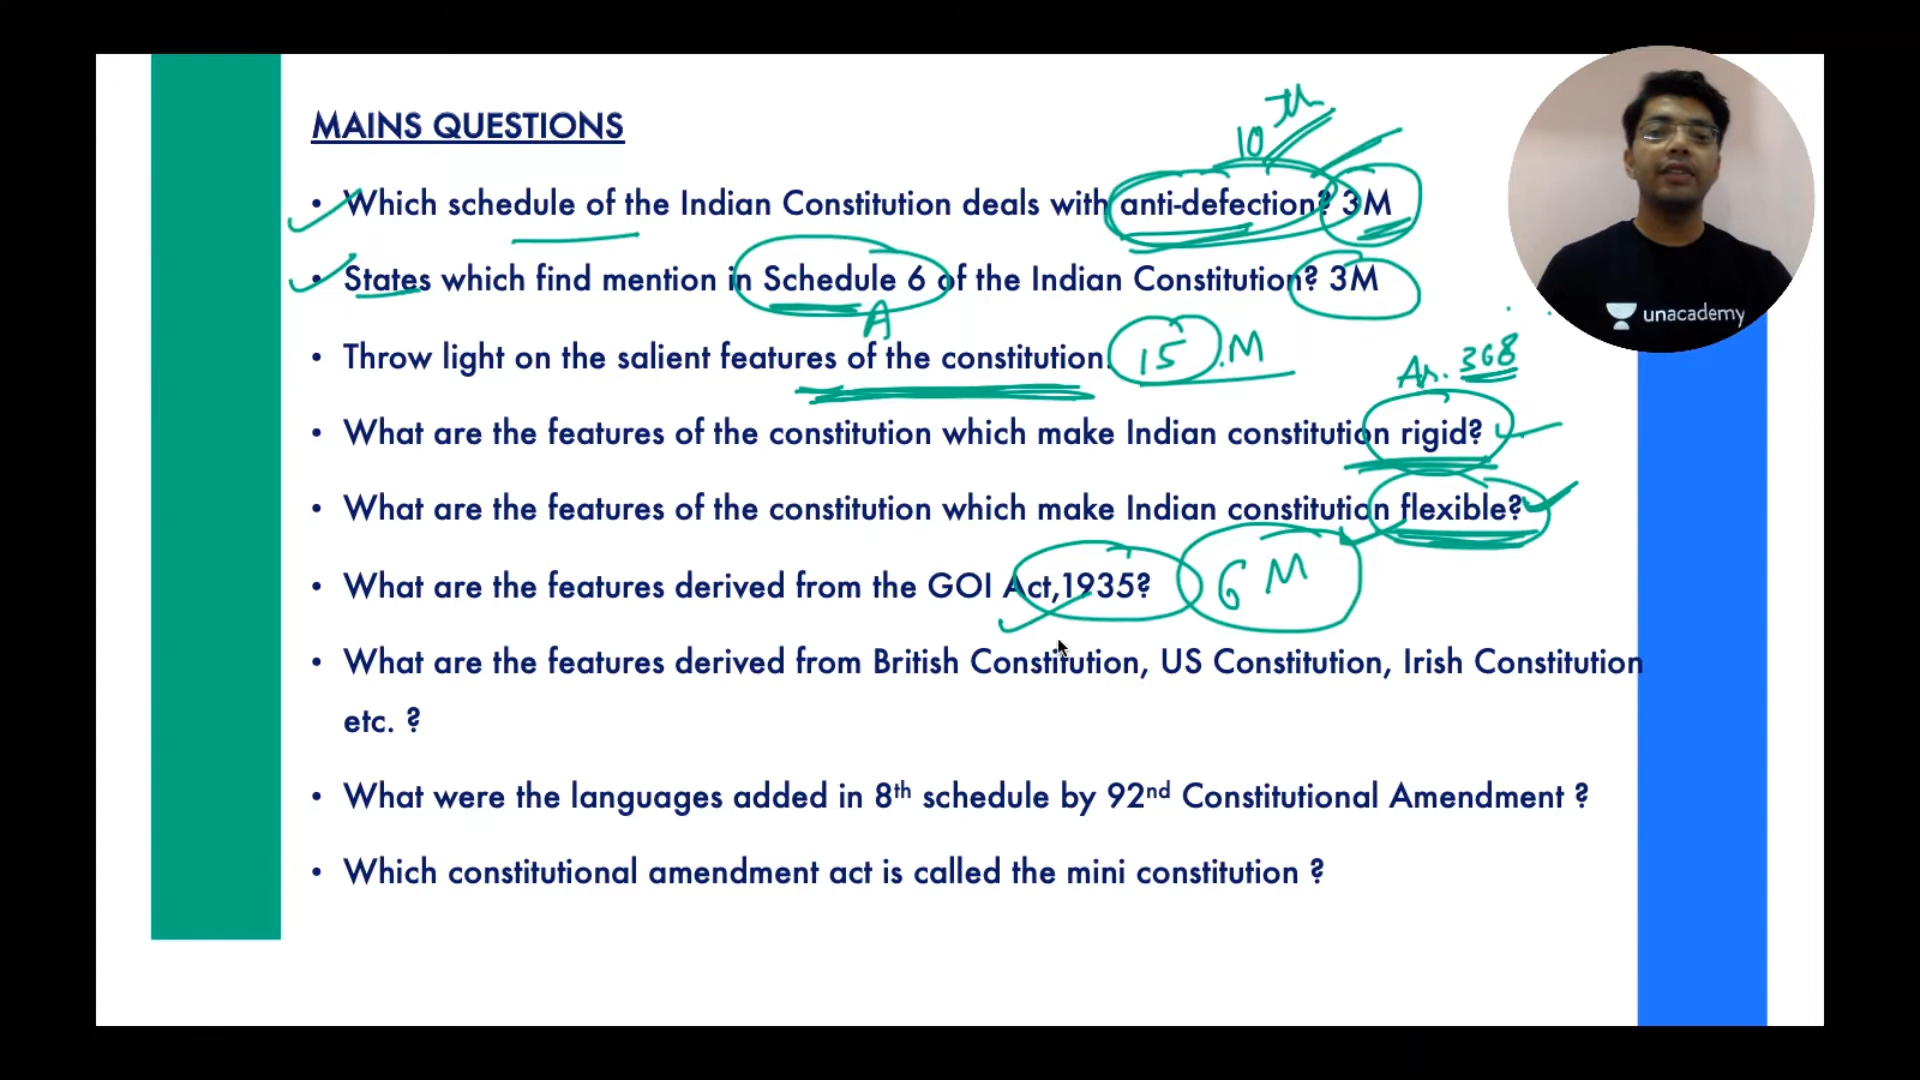 MAINS QUESTIONS
10th
• Which schedule of the Indian Constitution deals with anti-defection? 3M
• States which find mention in Schedule 6 of the Indian Constitution? 3M
A
unacademy
• Throw light on the salient features of the constitution. 15 M
Ar. 368
• What are the features of the constitution which make Indian constitution rigid?
• What are the features of the constitution which make Indian constitution flexible?
• What are the features derived from the GOI Act,1935? 6 M
• What are the features derived from British Constitution, US Constitution, Irish Constitution
etc. ?
• What were the languages added in 8th schedule by 92nd Constitutional Amendment ?
• Which constitutional amendment act is called the mini constitution ?